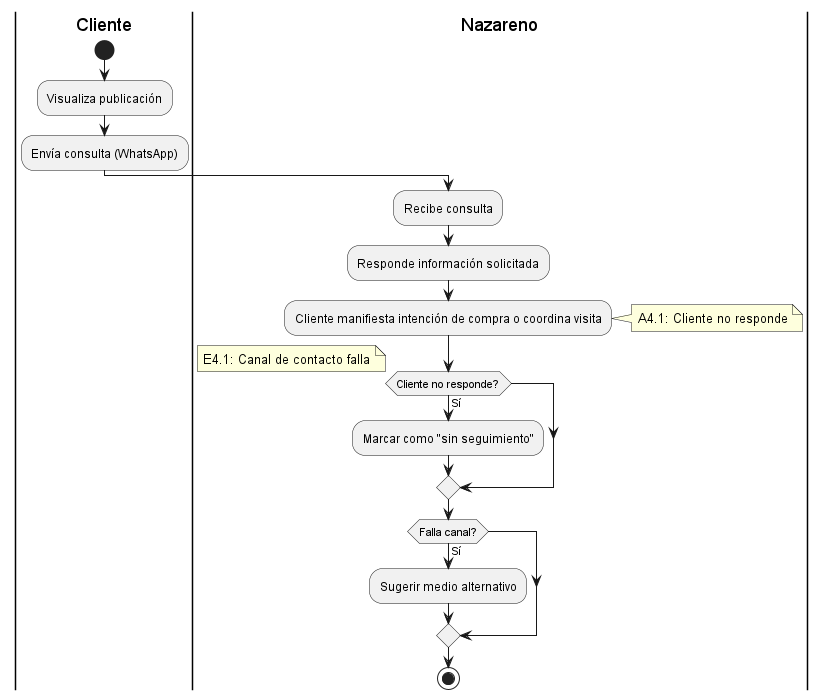 Cliente
Nazareno
Visualiza publicación
Envía consulta (WhatsApp)
Recibe consulta
Responde información solicitada
Cliente manifiesta intención de compra o coordina visita
A4.1: Cliente no responde
E4.1: Canal de contacto falla
Cliente no responde?
Sí
Marcar como "sin seguimiento"
Falla canal?
Sí
Sugerir medio alternativo